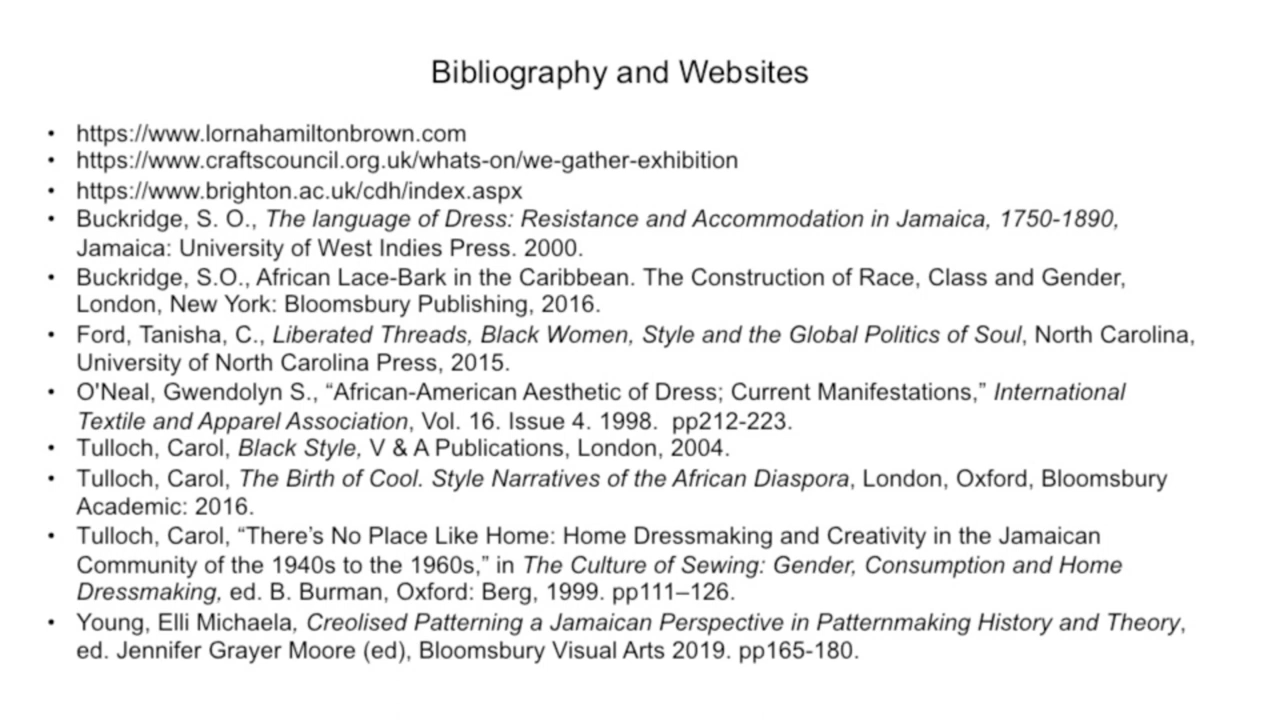 Bibliography and Websites
• https://www.lornahamiltonbrown.com
• https://www.craftscouncil.org.uk/whats-on/we-gather-exhibition
• https://www.brighton.ac.uk/cdh/index.aspx
• Buckridge, S. O., The language of Dress: Resistance and Accommodation in Jamaica, 1750-1890,
Jamaica: University of West Indies Press. 2000.
• Buckridge, S.O., African Lace-Bark in the Caribbean. The Construction of Race, Class and Gender,
London, New York: Bloomsbury Publishing, 2016.
• Ford, Tanisha, C., Liberated Threads, Black Women, Style and the Global Politics of Soul, North Carolina,
University of North Carolina Press, 2015.
• O'Neal, Gwendolyn S., “African-American Aesthetic of Dress; Current Manifestations,” International
Textile and Apparel Association, Vol. 16. Issue 4. 1998.  pp212-223.
• Tulloch, Carol, Black Style, V & A Publications, London, 2004.
• Tulloch, Carol, The Birth of Cool. Style Narratives of the African Diaspora, London, Oxford, Bloomsbury
Academic: 2016.
• Tulloch, Carol, “There’s No Place Like Home: Home Dressmaking and Creativity in the Jamaican
Community of the 1940s to the 1960s,” in The Culture of Sewing: Gender, Consumption and Home
Dressmaking, ed. B. Burman, Oxford: Berg, 1999. pp111–126.
• Young, Elli Michaela, Creolised Patterning a Jamaican Perspective in Patternmaking History and Theory,
ed. Jennifer Grayer Moore (ed), Bloomsbury Visual Arts 2019. pp165-180.